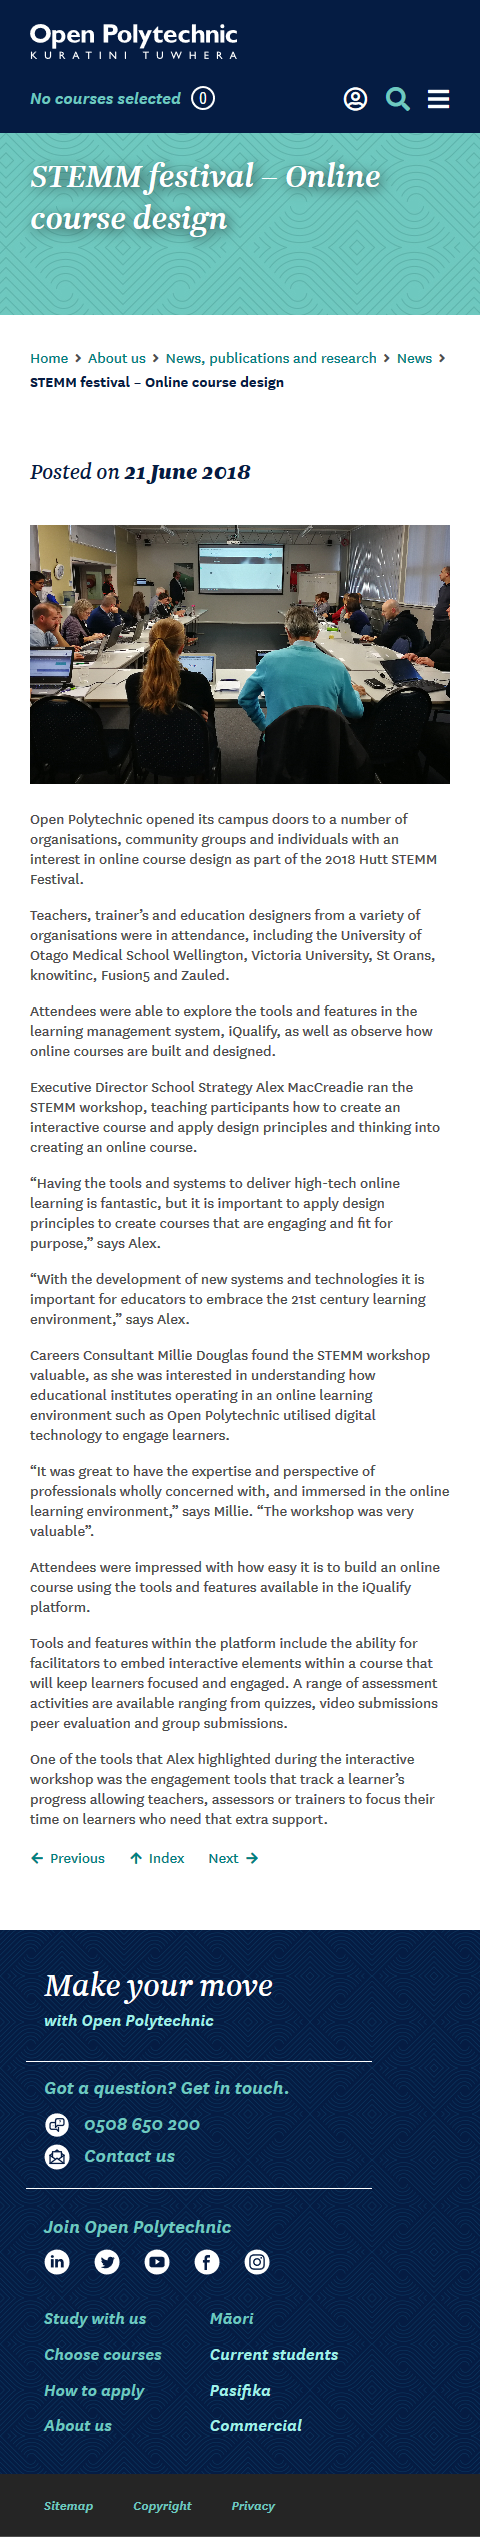 Open Polytechnic
KURATINI TUWHERA
No courses selected 0
STEMM festival – Online
course design
Home > About us > News, publications and research > News >
STEMM festival – Online course design
Posted on 21 June 2018
Open Polytechnic opened its campus doors to a number of
organisations, community groups and individuals with an
interest in online course design as part of the 2018 Hutt STEMM
Festival.
Teachers, trainer’s and education designers from a variety of
organisations were in attendance, including the University of
Otago Medical School Wellington, Victoria University, St Orans,
knowitinc, Fusion5 and Zauled.
Attendees were able to explore the tools and features in the
learning management system, iQualify, as well as observe how
online courses are built and designed.
Executive Director School Strategy Alex MacCreadie ran the
STEMM workshop, teaching participants how to create an
interactive course and apply design principles and thinking into
creating an online course.
“Having the tools and systems to deliver high-tech online
learning is fantastic, but it is important to apply design
principles to create courses that are engaging and fit for
purpose,” says Alex.
“With the development of new systems and technologies it is
important for educators to embrace the 21st century learning
environment,” says Alex.
Careers Consultant Millie Douglas found the STEMM workshop
valuable, as she was interested in understanding how
educational institutes operating in an online learning
environment such as Open Polytechnic utilised digital
technology to engage learners.
“It was great to have the expertise and perspective of
professionals wholly concerned with, and immersed in the online
learning environment,” says Millie. “The workshop was very
valuable”.
Attendees were impressed with how easy it is to build an online
course using the tools and features available in the iQualify
platform.
Tools and features within the platform include the ability for
facilitators to embed interactive elements within a course that
will keep learners focused and engaged. A range of assessment
activities are available ranging from quizzes, video submissions
peer evaluation and group submissions.
One of the tools that Alex highlighted during the interactive
workshop was the engagement tools that track a learner’s
progress allowing teachers, assessors or trainers to focus their
time on learners who need that extra support.
← Previous ↑ Index Next →
Make your move
with Open Polytechnic
Got a question? Get in touch.
0508 650 200
Contact us
Join Open Polytechnic
Study with us Māori
Choose courses Current students
How to apply Pasifika
About us Commercial
Sitemap Copyright Privacy